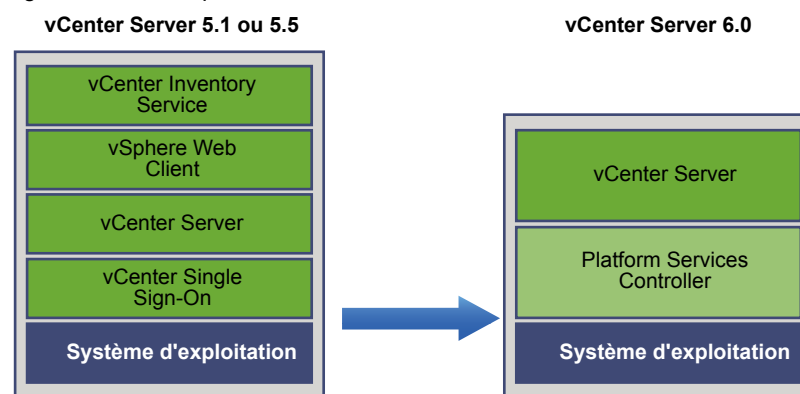 vCenter Server 5.1 ou 5.5
vCenter Inventory
Service
vSphere Web
Client
vCenter Server
vCenter Single
Sign-On
Système d'exploitation
vCenter Server 6.0
vCenter Server
Platform Services
Controller
Système d'exploitation